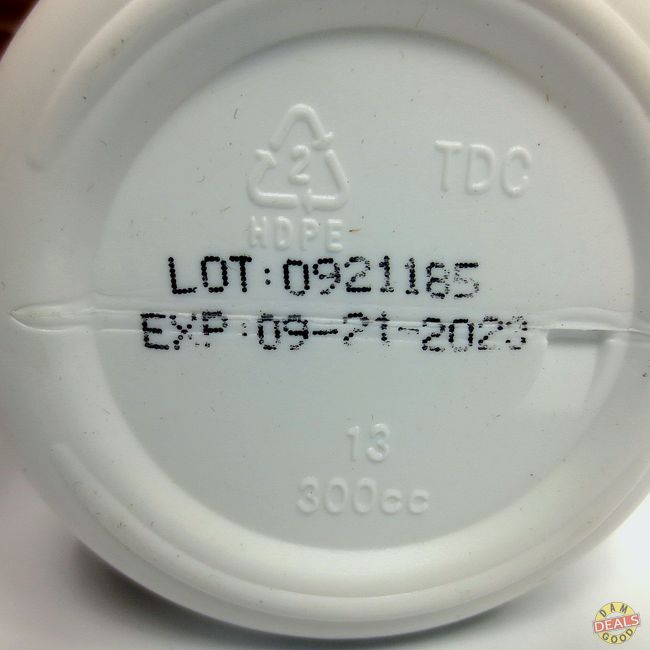 2
TDC
HDPE
LOT:0921185
EXP:09-21-2023
13
300cc
DAM
DEALS
GOOD